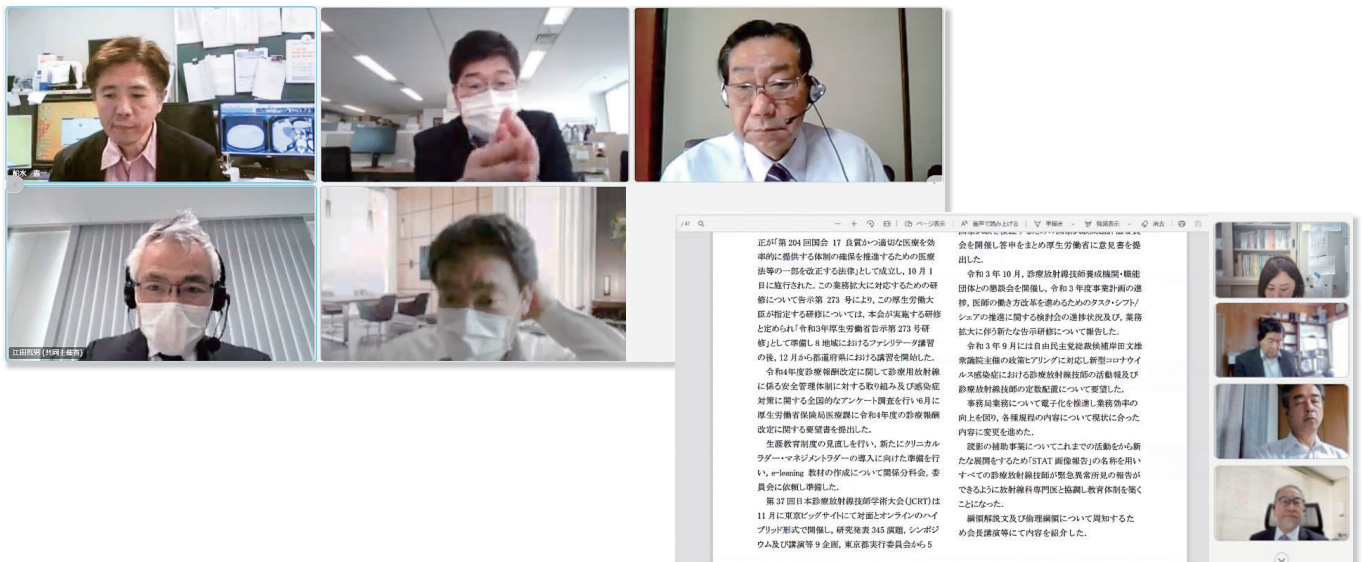 船水 憲一
江田哲男 (共同主催者)
/ 47
ページ表示
音声で読み上げる
手描き
強調表示
消去
正が「第 204 回国会 17 良質かつ適切な医療を効
率的に提供する体制の確保を推進するための医療
法等の一部を改正する法律」として成立し，10 月 1
日に施行された．この業務拡大に対応するための研
修について告示第 273 号により，この厚生労働大
臣が指定する研修については，本会が実施する研修
と定められ「令和3年厚生労働省告示第 273 号研
修」として準備し 8 地域におけるファシリテータ講習
の後，12 月から都道府県における講習を開始した．
令和4年度診療報酬改定に関して診療用放射線
に係る安全管理体制に対する取り組み及び感染症
対策に関する全国的なアンケート調査を行い6月に
厚生労働省保険局医療課に令和4年度の診療報酬
改定に関する要望書を提出した．
生涯教育制度の見直しを行い，新たにクリニカル
ラダー・マネジメントラダーの導入に向けた準備を行
い，e-leaning 教材の作成について関係分科会，委
員会に依頼し準備した．
第 37 回日本診療放射線技師学術大会（JCRT）は
11 月に東京ビッグサイトにて対面とオンラインのハイ
ブリッド形式で開催し，研究発表 345 演題，シンポジ
ウム及び講演等 9 企画，東京都実行委員会から 5
会を開催し答申をまとめ厚生労働省に意見書を提
出した．
令和 3 年 10 月，診療放射線技師養成機関・職能
団体との懇談会を開催し，令和 3 年度事業計画の進
捗，医師の働き方改革を進めるためのタスク・シフト/
シェアの推進に関する検討会の進捗状況及び，業務
拡大に伴う新たな告示研修について報告した．
令和 3 年 9 月には自由民主党総裁候補岸田文雄
衆議院主催の政策ヒアリングに対応し新型コロナウイ
ルス感染症における診療放射線技師の活動報及び
診療放射線技師の定数配置について要望した．
事務局業務について電子化を推進し業務効率の
向上を図り，各種規程の内容について現状に合った
内容に変更を進めた．
読影の補助事業についてこれまでの活動をから新
たな展開をするため「STAT 画像報告」の名称を用い
すべての診療放射線技師が緊急異常所見の報告が
できるように放射線科専門医と協調し教育体制を築く
ことになった．
綱領解説文及び倫理綱領について周知するた
め会長講演等にて内容を紹介した．